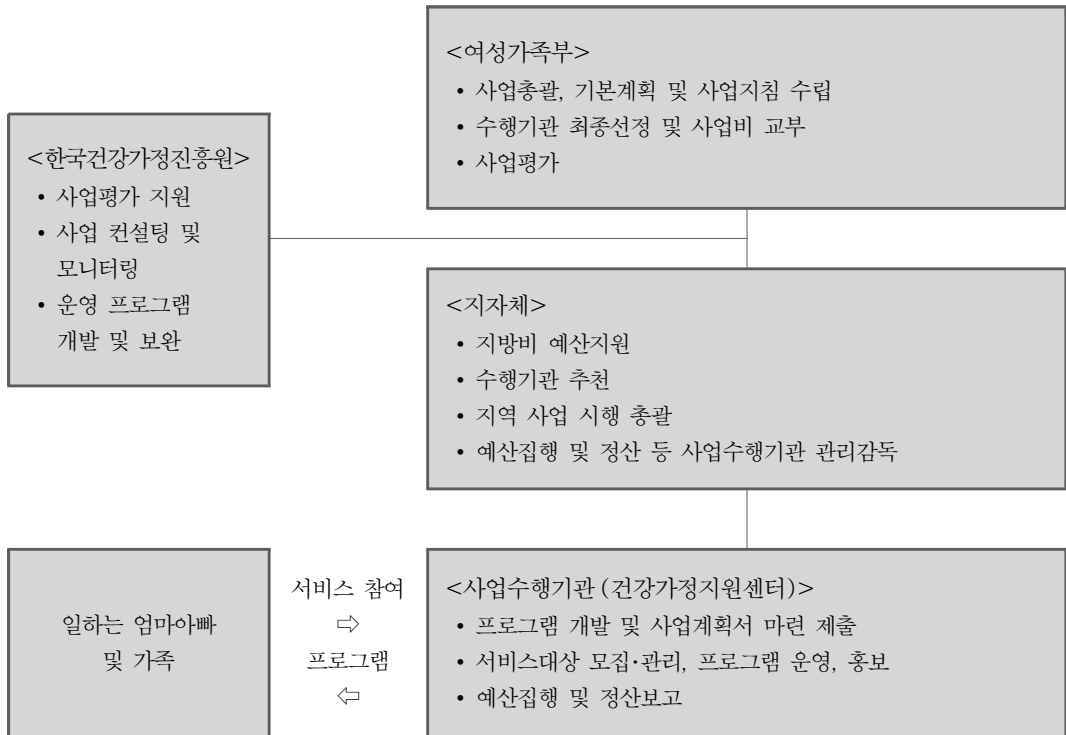 <여성가족부>
• 사업총괄, 기본계획 및 사업지침 수립
• 수행기관 최종선정 및 사업비 교부
• 사업평가
<한국건강가정진흥원>
• 사업평가 지원
• 사업 컨설팅 및
모니터링
• 운영 프로그램
개발 및 보완
<지자체>
• 지방비 예산지원
• 수행기관 추천
• 지역 사업 시행 총괄
• 예산집행 및 정산 등 사업수행기관 관리감독
일하는 엄마아빠
및 가족
서비스 참여
⇨
프로그램
⇦
<사업수행기관(건강가정지원센터)>
• 프로그램 개발 및 사업계획서 마련 제출
• 서비스대상 모집·관리, 프로그램 운영, 홍보
• 예산집행 및 정산보고